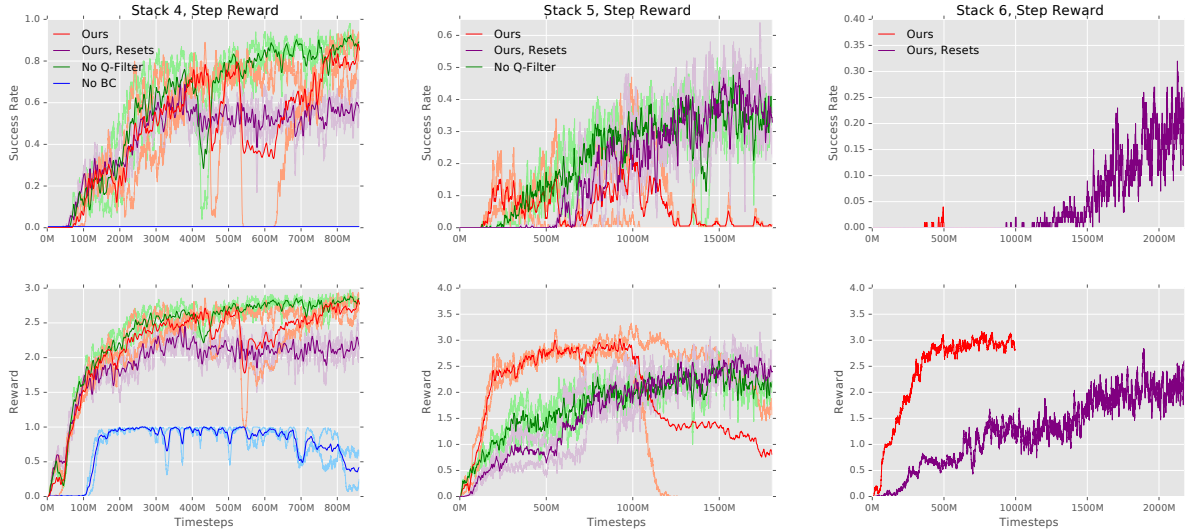 Stack 4, Step Reward
Success Rate
1.0
0.8
0.6
0.4
0.2
0.0
Ours
Ours, Resets
No Q-Filter
No BC
0M 100M 200M 300M 400M 500M 600M 700M 800M
Stack 5, Step Reward
Success Rate
0.6
0.5
0.4
0.3
0.2
0.1
0.0
Ours
Ours, Resets
No Q-Filter
0M 500M 1000M 1500M
Stack 6, Step Reward
Success Rate
0.40
0.35
0.30
0.25
0.20
0.15
0.10
0.05
0.00
Ours
Ours, Resets
0M 500M 1000M 1500M 2000M
Reward
3.0
2.5
2.0
1.5
1.0
0.5
0.0
0M 100M 200M 300M 400M 500M 600M 700M 800M
Timesteps
Reward
4.0
3.5
3.0
2.5
2.0
1.5
1.0
0.5
0.0
0M 500M 1000M 1500M
Timesteps
Reward
4.0
3.5
3.0
2.5
2.0
1.5
1.0
0.5
0.0
0M 500M 1000M 1500M 2000M
Timesteps